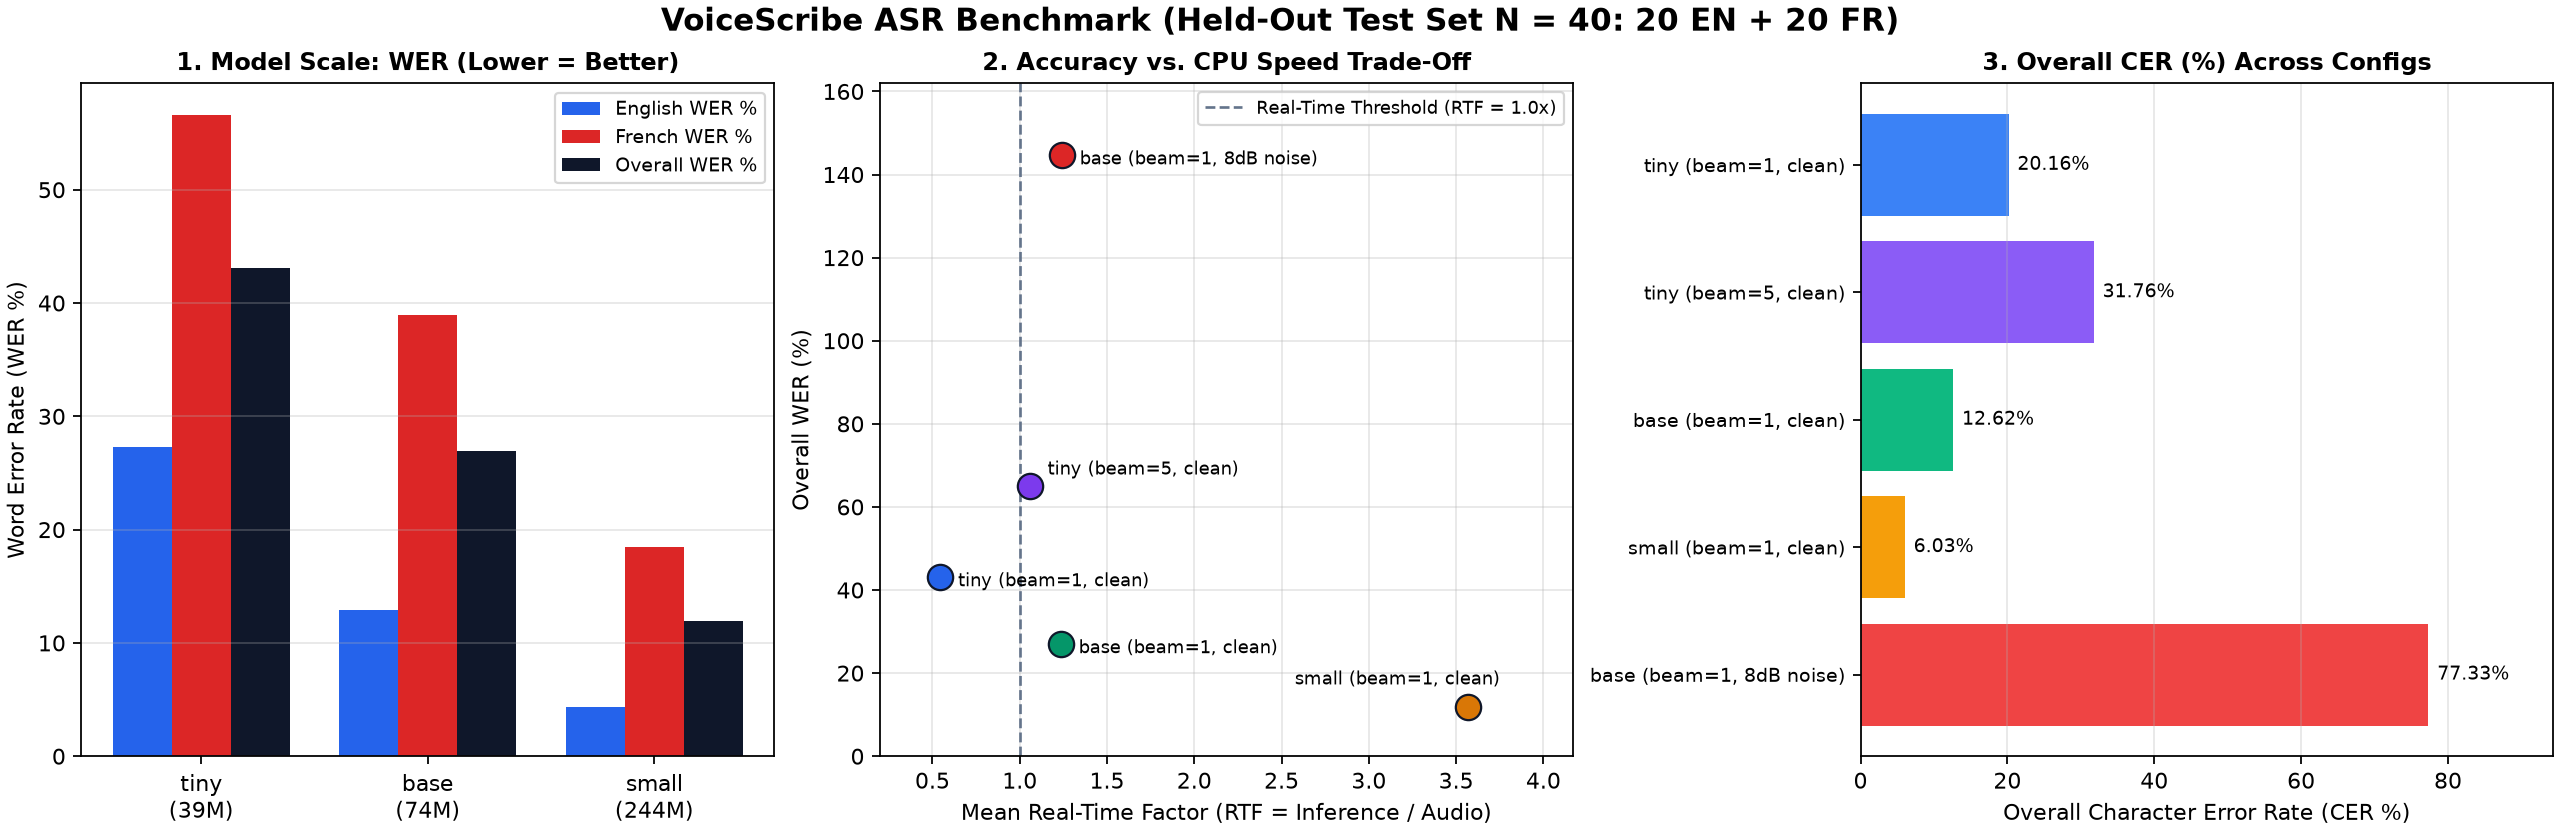 VoiceScribe ASR Benchmark (Held-Out Test Set N = 40: 20 EN + 20 FR)
1. Model Scale: WER (Lower = Better)
Word Error Rate (WER %)
50
40
30
20
10
0
English WER %
French WER %
Overall WER %
tiny
(39M)
base
(74M)
small
(244M)
2. Accuracy vs. CPU Speed Trade-Off
Overall WER (%)
160
140
120
100
80
60
40
20
0
Real-Time Threshold (RTF = 1.0x)
base (beam=1, 8dB noise)
tiny (beam=5, clean)
tiny (beam=1, clean)
base (beam=1, clean)
small (beam=1, clean)
0.5 1.0 1.5 2.0 2.5 3.0 3.5 4.0
Mean Real-Time Factor (RTF = Inference / Audio)
3. Overall CER (%) Across Configs
tiny (beam=1, clean) 20.16%
tiny (beam=5, clean) 31.76%
base (beam=1, clean) 12.62%
small (beam=1, clean) 6.03%
base (beam=1, 8dB noise) 77.33%
0 20 40 60 80
Overall Character Error Rate (CER %)